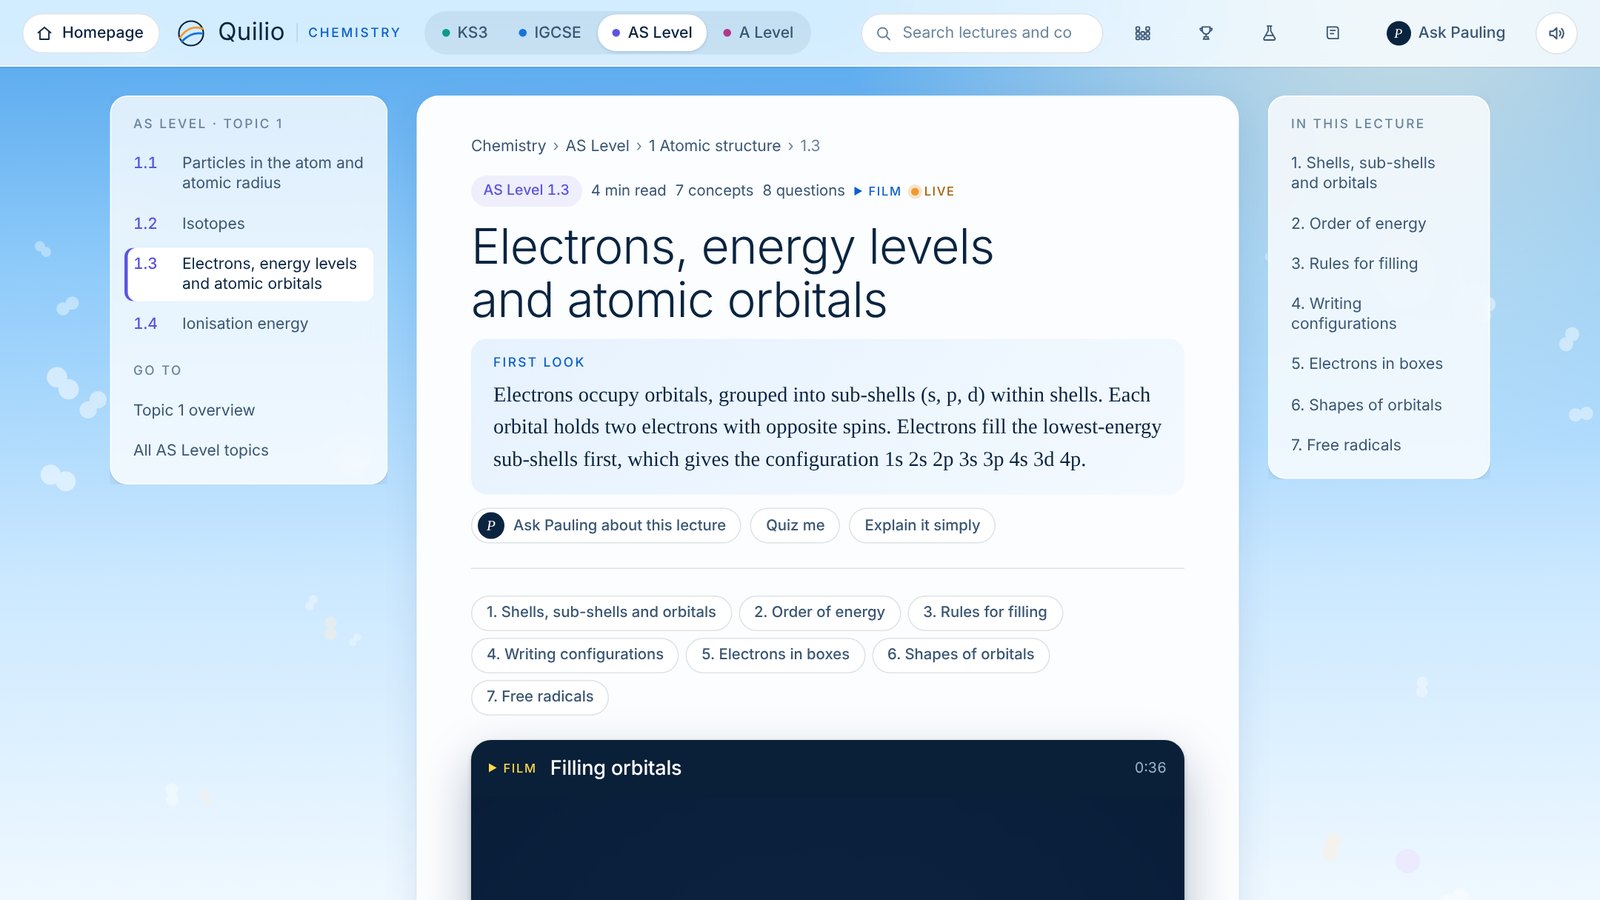 Homepage
Quilio
CHEMISTRY
KS3
IGCSE
AS Level
A Level
Search lectures and co
P Ask Pauling
AS LEVEL · TOPIC 1
1.1 Particles in the atom and
atomic radius
1.2 Isotopes
1.3 Electrons, energy levels
and atomic orbitals
1.4 Ionisation energy
GO TO
Topic 1 overview
All AS Level topics
Chemistry › AS Level › 1 Atomic structure › 1.3
AS Level 1.3 4 min read 7 concepts 8 questions FILM LIVE
Electrons, energy levels
and atomic orbitals
FIRST LOOK
Electrons occupy orbitals, grouped into sub-shells (s, p, d) within shells. Each
orbital holds two electrons with opposite spins. Electrons fill the lowest-energy
sub-shells first, which gives the configuration 1s 2s 2p 3s 3p 4s 3d 4p.
P Ask Pauling about this lecture
Quiz me
Explain it simply
1. Shells, sub-shells and orbitals
2. Order of energy
3. Rules for filling
4. Writing configurations
5. Electrons in boxes
6. Shapes of orbitals
7. Free radicals
FILM Filling orbitals 0:36
IN THIS LECTURE
1. Shells, sub-shells
and orbitals
2. Order of energy
3. Rules for filling
4. Writing
configurations
5. Electrons in boxes
6. Shapes of orbitals
7. Free radicals